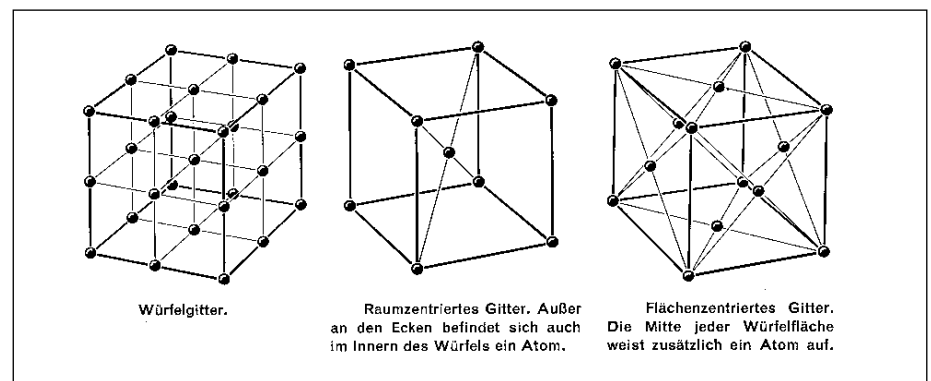 Würfelgitter.
Raumzentriertes Gitter. Außer
an den Ecken befindet sich auch
im Innern des Würfels ein Atom.
Flächenzentriertes Gitter.
Die Mitte jeder Würfelfläche
weist zusätzlich ein Atom auf.